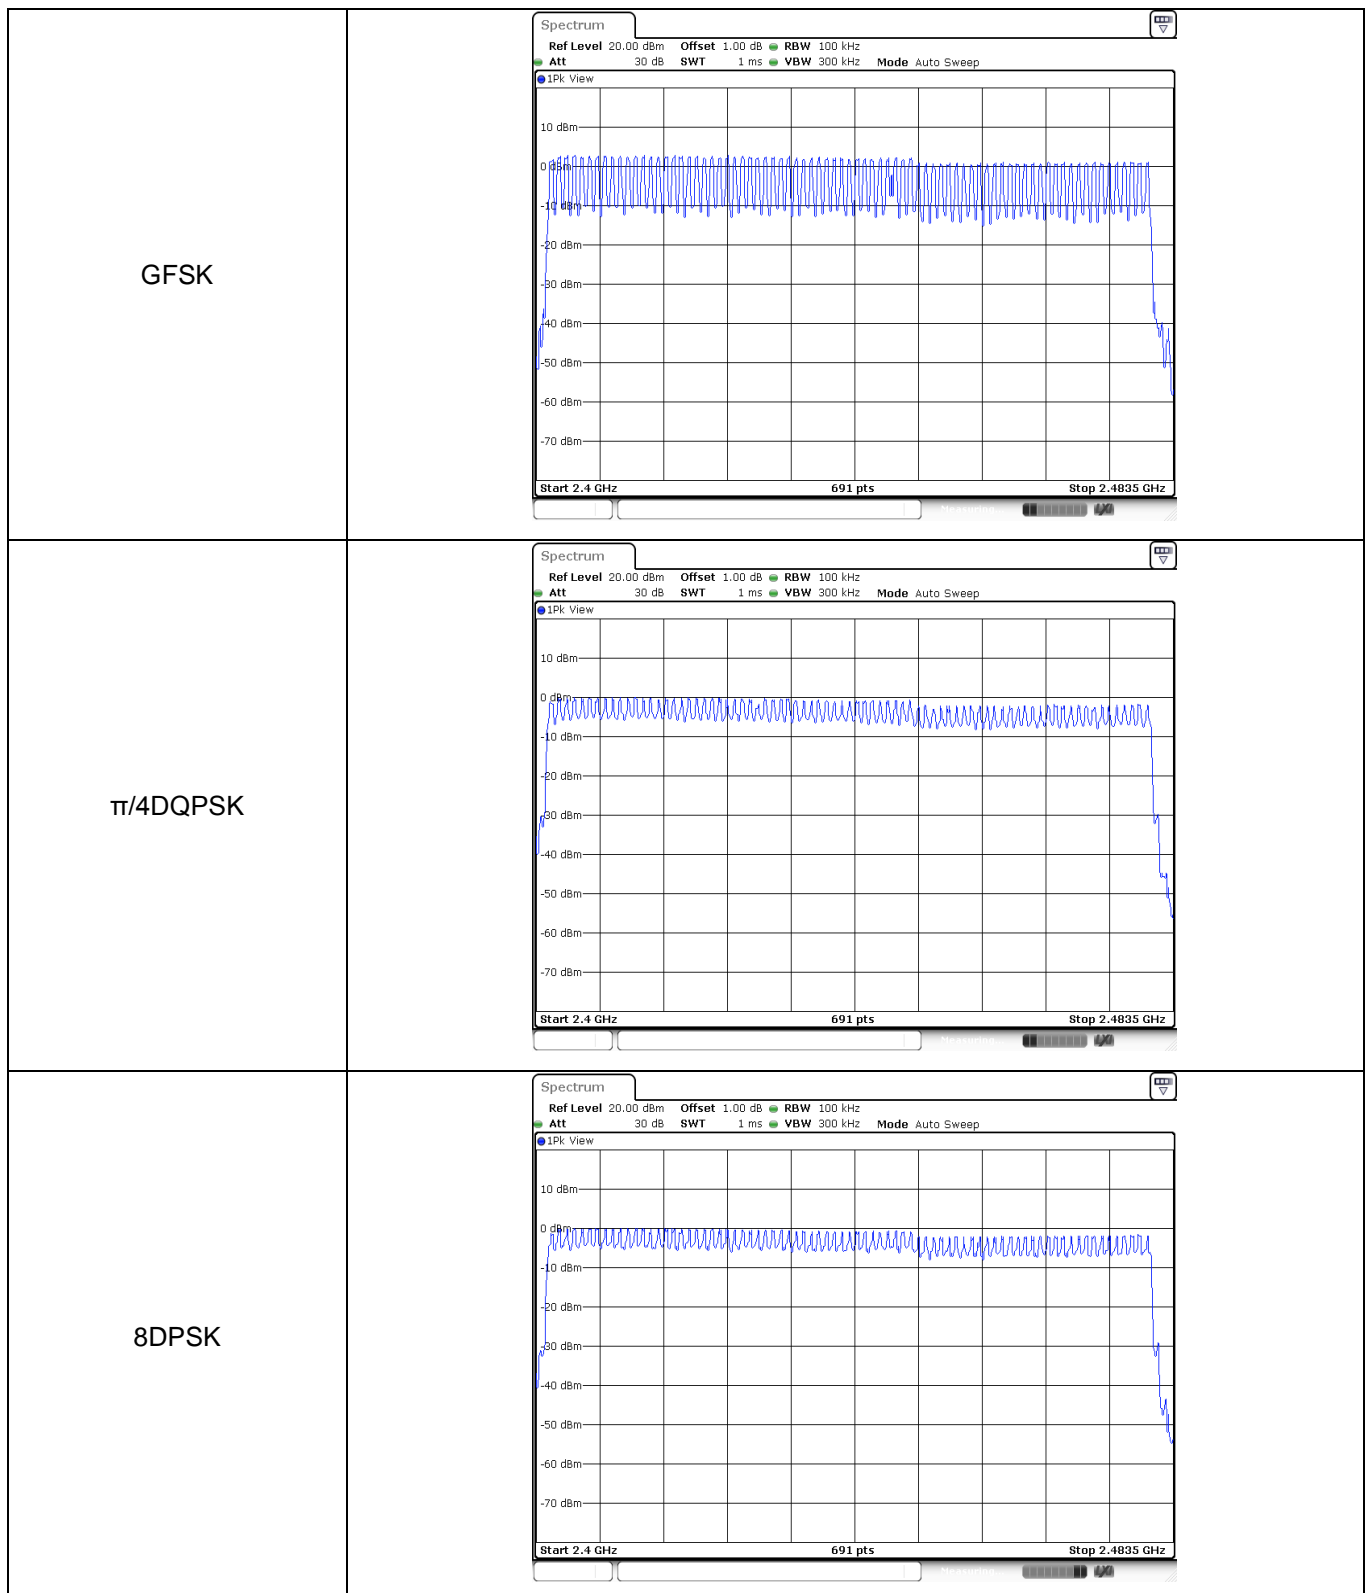 GFSK
Spectrum
Ref Level 20.00 dBm Offset 1.00 dB RBW 100 kHz
Att 30 dB SWT 1 ms VBW 300 kHz Mode Auto Sweep
1Pk View
10 dBm
0 dBm
-10 dBm
-20 dBm
-30 dBm
-40 dBm
-50 dBm
-60 dBm
-70 dBm
Start 2.4 GHz 691 pts Stop 2.4835 GHz
Measuring...
π/4DQPSK
Spectrum
Ref Level 20.00 dBm Offset 1.00 dB RBW 100 kHz
Att 30 dB SWT 1 ms VBW 300 kHz Mode Auto Sweep
1Pk View
10 dBm
0 dBm
-10 dBm
-20 dBm
-30 dBm
-40 dBm
-50 dBm
-60 dBm
-70 dBm
Start 2.4 GHz 691 pts Stop 2.4835 GHz
Measuring...
8DPSK
Spectrum
Ref Level 20.00 dBm Offset 1.00 dB RBW 100 kHz
Att 30 dB SWT 1 ms VBW 300 kHz Mode Auto Sweep
1Pk View
10 dBm
0 dBm
-10 dBm
-20 dBm
-30 dBm
-40 dBm
-50 dBm
-60 dBm
-70 dBm
Start 2.4 GHz 691 pts Stop 2.4835 GHz
Measuring...